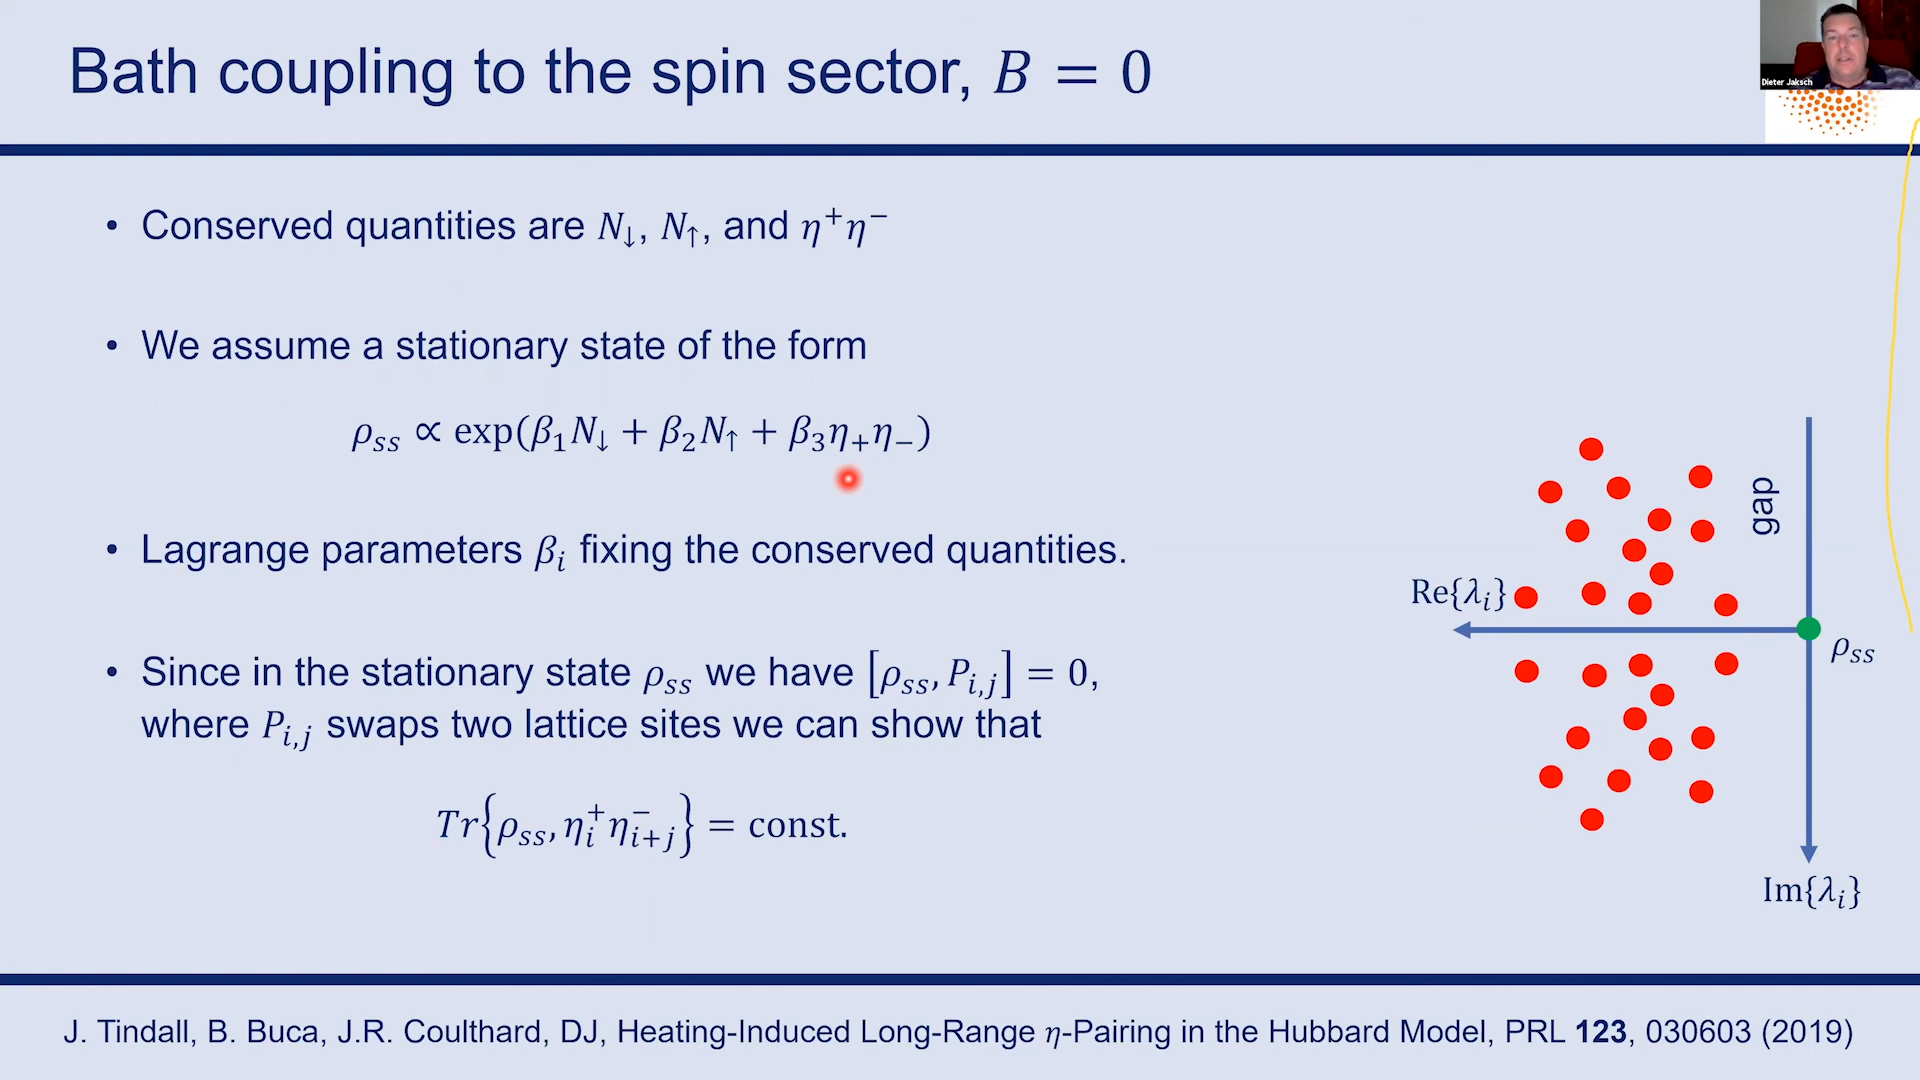 Bath coupling to the spin sector, B = 0
Dieter Jaksch
• Conserved quantities are N↓, N↑, and η⁺η⁻
• We assume a stationary state of the form
ρₛₛ ∝ exp(β₁N↓ + β₂N↑ + β₃η₊η₋)
• Lagrange parameters βᵢ fixing the conserved quantities.
• Since in the stationary state ρₛₛ we have [ρₛₛ, Pᵢ,ⱼ] = 0,
where Pᵢ,ⱼ swaps two lattice sites we can show that
Tr{ρₛₛ, ηᵢ⁺ηᵢ₊ⱼ⁻} = const.
gap
Re{λᵢ}
ρₛₛ
Im{λᵢ}
J. Tindall, B. Buca, J.R. Coulthard, DJ, Heating-Induced Long-Range η-Pairing in the Hubbard Model, PRL 123, 030603 (2019)